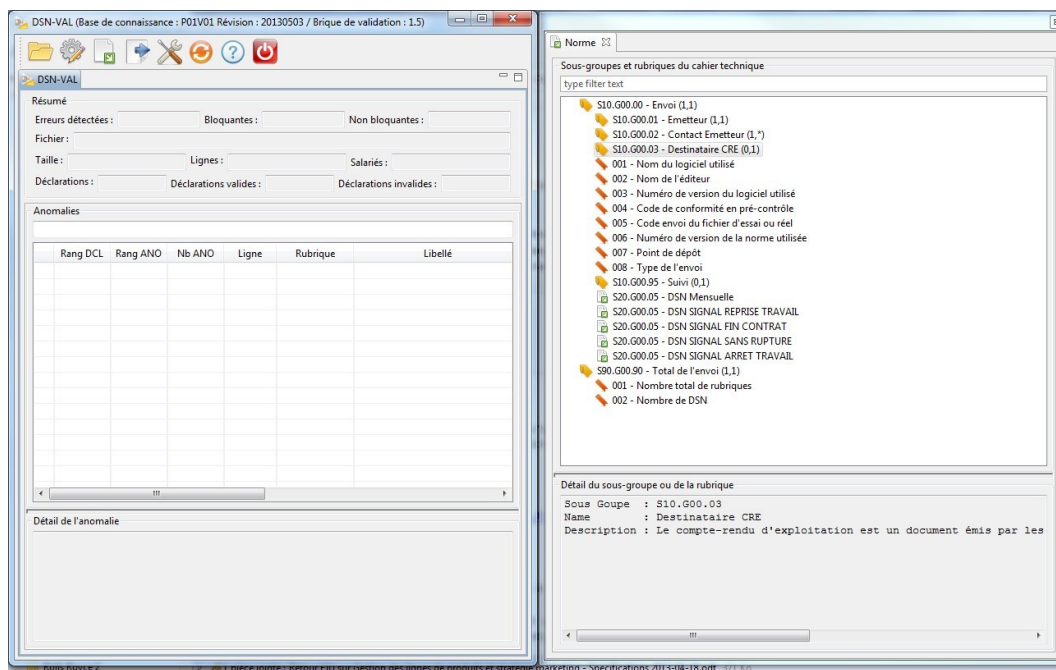 DSN-VAL (Base de connaissance : P01V01 Révision : 20130503 / Brique de validation : 1.5)
DSN-VAL
Résumé
Erreurs détectées : Bloquantes : Non bloquantes :
Fichier :
Taille : Lignes : Salariés :
Déclarations : Déclarations valides : Déclarations invalides :
Anomalies
Rang DCL Rang ANO Nb ANO Ligne Rubrique Libellé
Détail de l'anomalie
Norme
Sous-groupes et rubriques du cahier technique
type filter text
S10.G00.00 - Envoi (1,1)
S10.G00.01 - Emetteur (1,1)
S10.G00.02 - Contact Emetteur (1,*)
S10.G00.03 - Destinataire CRE (0,1)
001 - Nom du logiciel utilisé
002 - Nom de l'éditeur
003 - Numéro de version du logiciel utilisé
004 - Code de conformité en pré-contrôle
005 - Code envoi du fichier d'essai ou réel
006 - Numéro de version de la norme utilisée
007 - Point de dépôt
008 - Type de l'envoi
S10.G00.95 - Suivi (0,1)
S20.G00.05 - DSN Mensuelle
S20.G00.05 - DSN SIGNAL REPRISE TRAVAIL
S20.G00.05 - DSN SIGNAL FIN CONTRAT
S20.G00.05 - DSN SIGNAL SANS RUPTURE
S20.G00.05 - DSN SIGNAL ARRET TRAVAIL
S90.G00.90 - Total de l'envoi (1,1)
001 - Nombre total de rubriques
002 - Nombre de DSN
Détail du sous-groupe ou de la rubrique
Sous Goupe : S10.G00.03
Name : Destinataire CRE
Description : Le compte-rendu d'exploitation est un document émis par les